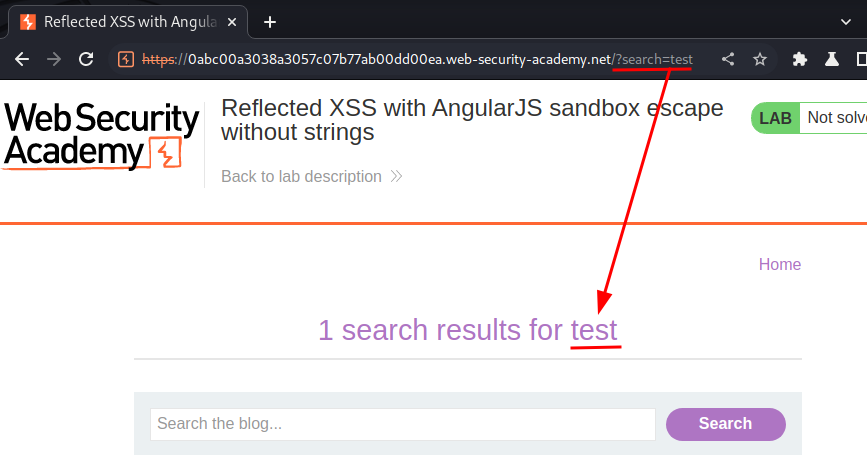 Reflected XSS with Angula
https://0abc00a3038a3057c07b77ab00dd00ea.web-security-academy.net/?search=test
Web Security
Academy
Reflected XSS with AngularJS sandbox escape
without strings
LAB
Not solve
Back to lab description
Home
1 search results for test
Search the blog...
Search